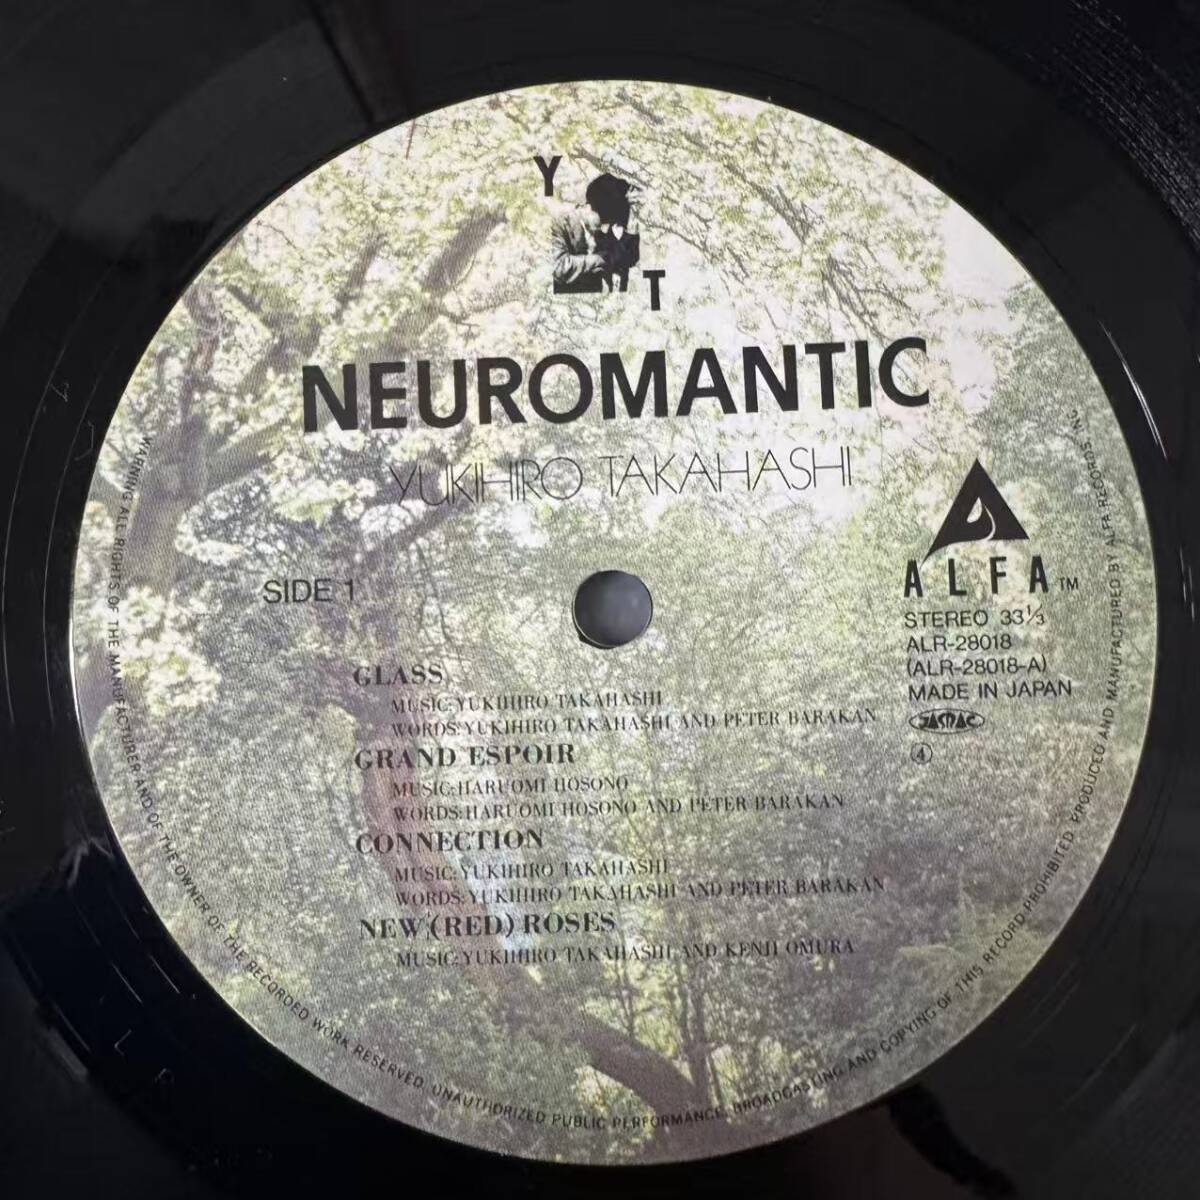 Y
T
NEUROMANTIC
YUKIHIRO TAKAHASHI
SIDE 1
ALFA™
STEREO 33⅓
ALR-28018
(ALR-28018-A)
MADE IN JAPAN
JASRAC
④
GLASS
MUSIC:YUKIHIRO TAKAHASHI
WORDS:YUKIHIRO TAKAHASHI AND PETER BARAKAN
GRAND ESPOIR
MUSIC:HARUOMI HOSONO
WORDS:HARUOMI HOSONO AND PETER BARAKAN
CONNECTION
MUSIC:YUKIHIRO TAKAHASHI
WORDS:YUKIHIRO TAKAHASHI AND PETER BARAKAN
NEW (RED) ROSES
MUSIC:YUKIHIRO TAKAHASHI AND KENJI OMURA
WARNING ALL RIGHTS OF THE MANUFACTURER AND OF THE OWNER OF THE RECORDED WORK RESERVED. UNAUTHORIZED PUBLIC PERFORMANCE, BROADCASTING AND COPYING OF THIS RECORD PROHIBITED. PRODUCED AND MANUFACTURED BY ALFA RECORDS, INC.